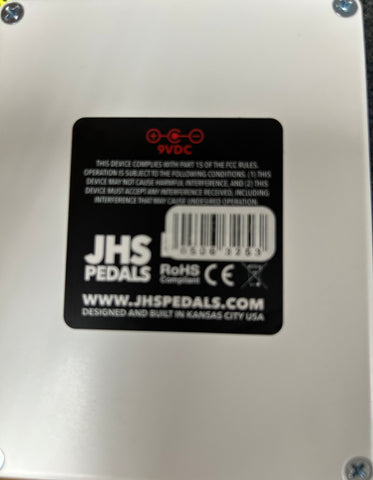 9VDC
THIS DEVICE COMPLIES WITH PART 15 OF THE FCC RULES.
OPERATION IS SUBJECT TO THE FOLLOWING CONDITIONS. (1) THIS
DEVICE MAY NOT CAUSE HARMFUL INTERFERENCE, AND (2) THIS
DEVICE MUST ACCEPT ANY INTERFERENCE RECEIVED, INCLUDING
INTERFERENCE THAT MAY CAUSE UNDESIRED OPERATION.
JHS
PEDALS
RoHS
Compliant
CE
WWW.JHSPEDALS.COM
DESIGNED AND BUILT IN KANSAS CITY USA